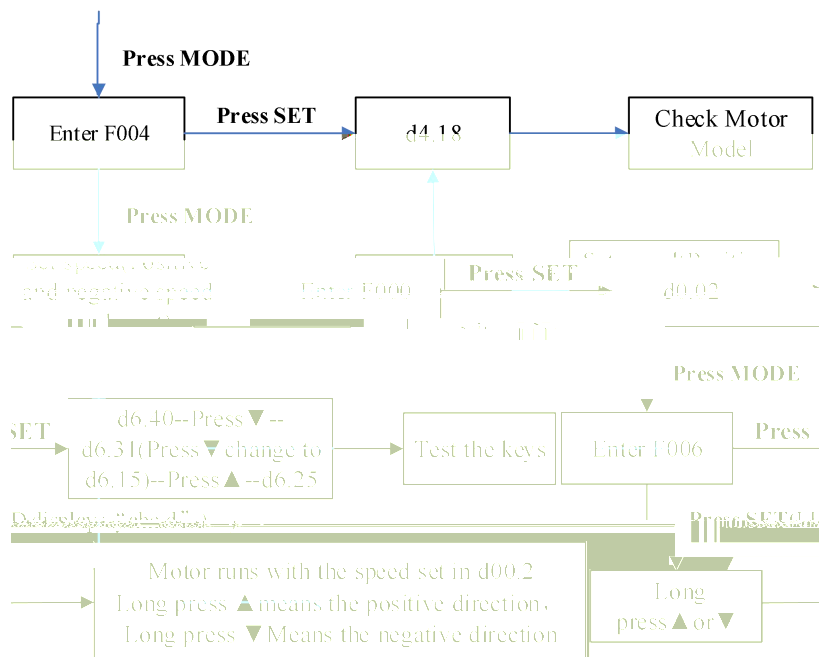 Press MODE
Enter F004
Press SET
d4.18
Check Motor
Model
Press MODE
Press SET
and negative speed
Enter F000
d0.02
Press MODE
SET
d6.40--Press▼--
d6.31(Press▼change to
d6.15)--Press▲--d6.25
Test the keys
Enter F006
Press
Motor runs with the speed set in d00.2
Long press ▲means the positive direction,
Long press ▼Means the negative direction
Long
press▲or▼